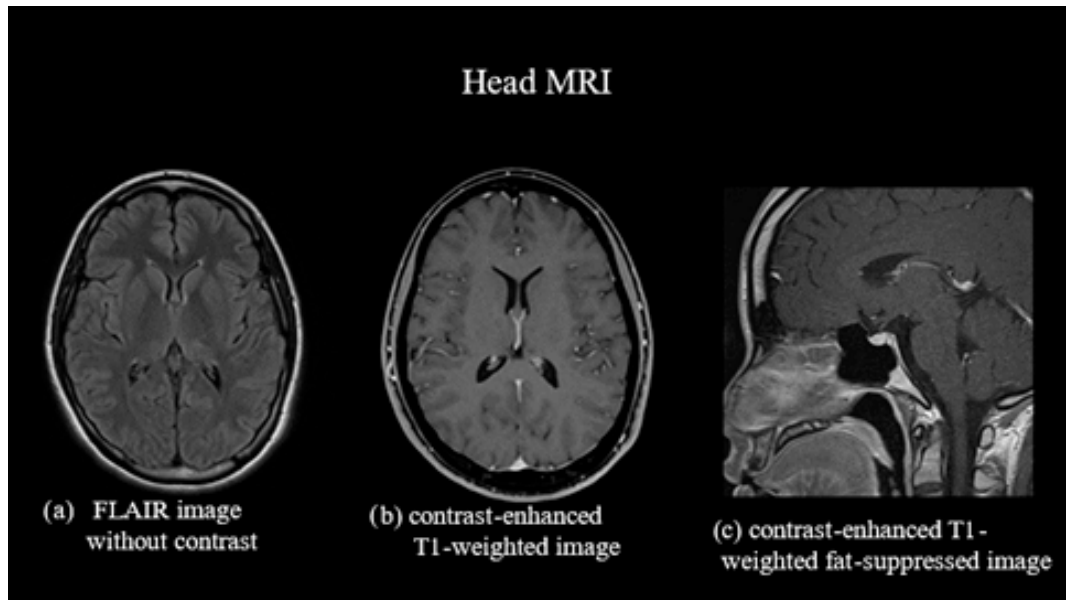 Head MRI
(a) FLAIR image
without contrast
(b) contrast-enhanced
T1-weighted image
(c) contrast-enhanced T1-
weighted fat-suppressed image